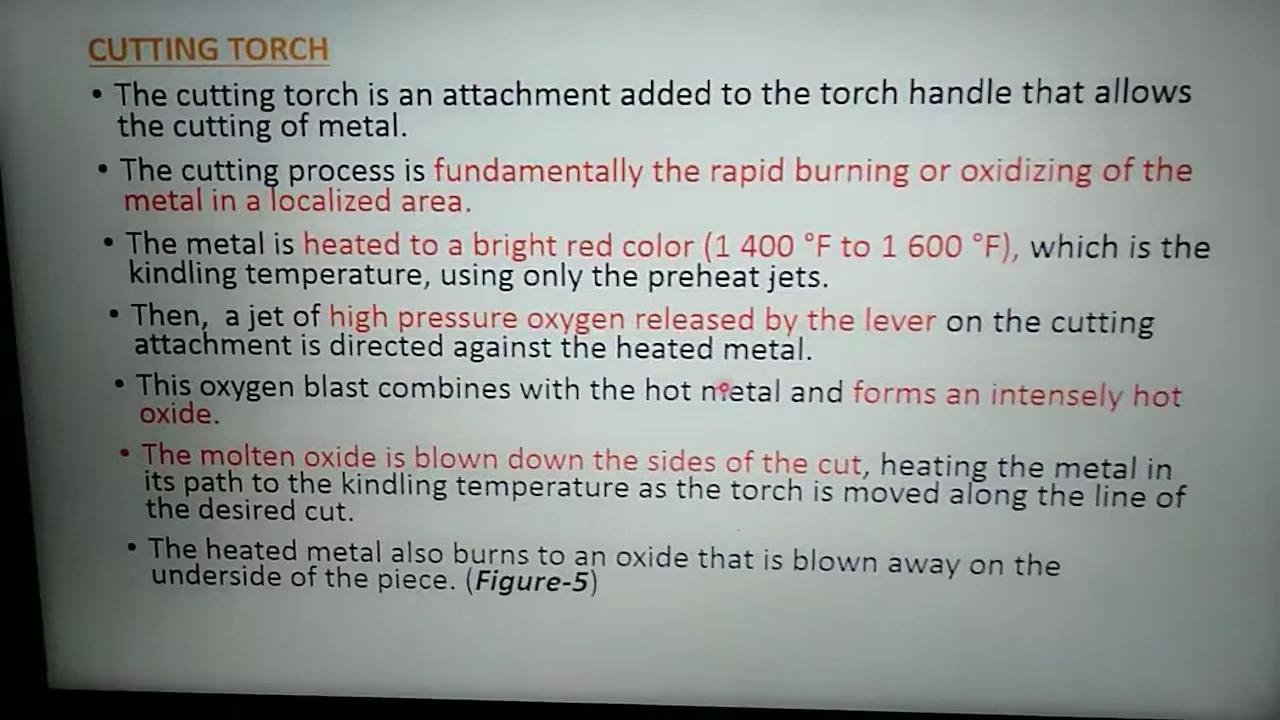 CUTTING TORCH
• The cutting torch is an attachment added to the torch handle that allows
the cutting of metal.
• The cutting process is fundamentally the rapid burning or oxidizing of the
metal in a localized area.
• The metal is heated to a bright red color (1 400 °F to 1 600 °F), which is the
kindling temperature, using only the preheat jets.
• Then, a jet of high pressure oxygen released by the lever on the cutting
attachment is directed against the heated metal.
• This oxygen blast combines with the hot metal and forms an intensely hot
oxide.
• The molten oxide is blown down the sides of the cut, heating the metal in
its path to the kindling temperature as the torch is moved along the line of
the desired cut.
• The heated metal also burns to an oxide that is blown away on the
underside of the piece. (Figure-5)